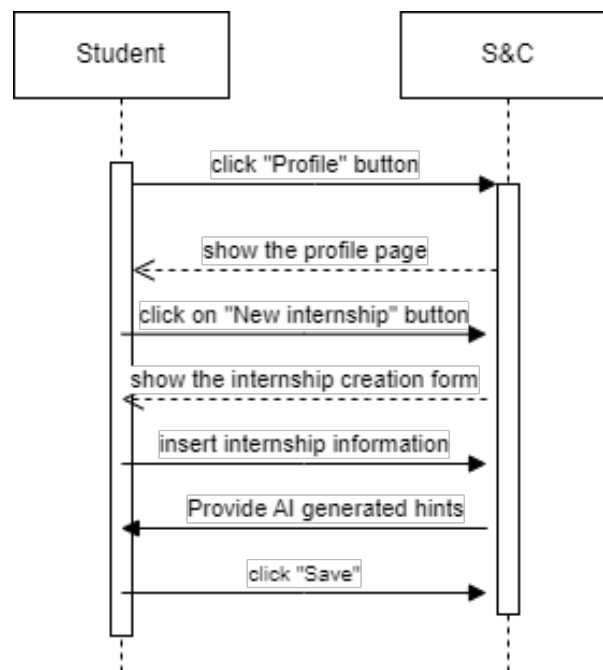 Student
S&C
click "Profile" button
show the profile page
click on "New internship" button
show the internship creation form
insert internship information
Provide AI generated hints
click "Save"